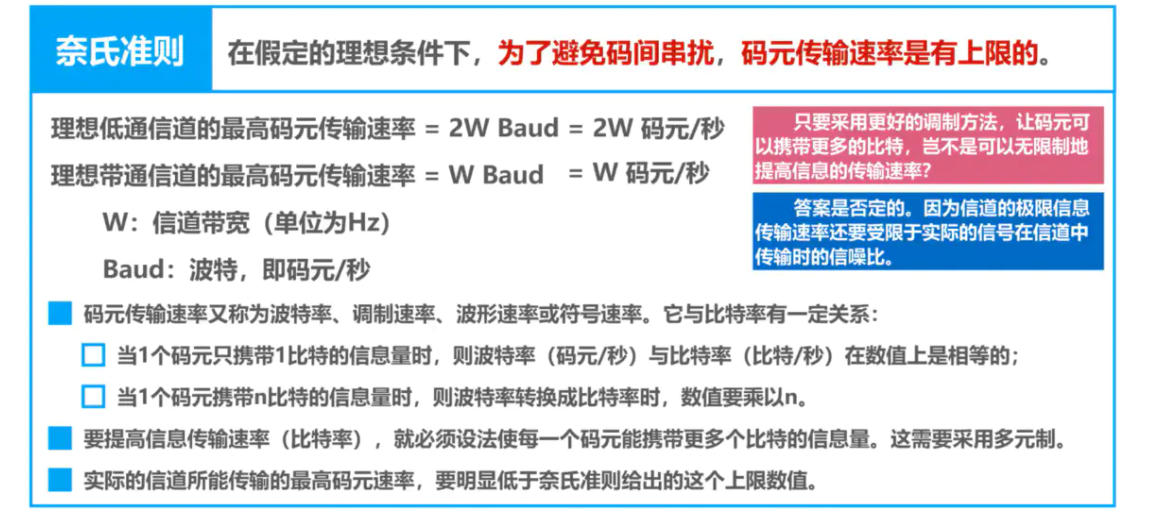 奈氏准则
在假定的理想条件下，为了避免码间串扰，码元传输速率是有上限的。
理想低通信道的最高码元传输速率 = 2W Baud = 2W 码元/秒
理想带通信道的最高码元传输速率 = W Baud = W 码元/秒
W：信道带宽（单位为Hz）
Baud：波特，即码元/秒
只要采用更好的调制方法，让码元可
以携带更多的比特，岂不是可以无限制地
提高信息的传输速率？
答案是否定的。因为信道的极限信息
传输速率还要受限于实际的信号在信道中
传输时的信噪比。
码元传输速率又称为波特率、调制速率、波形速率或符号速率。它与比特率有一定关系：
当1个码元只携带1比特的信息量时，则波特率（码元/秒）与比特率（比特/秒）在数值上是相等的；
当1个码元携带n比特的信息量时，则波特率转换成比特率时，数值要乘以n。
要提高信息传输速率（比特率），就必须设法使每一个码元能携带更多个比特的信息量。这需要采用多元制。
实际的信道所能传输的最高码元速率，要明显低于奈氏准则给出的这个上限数值。